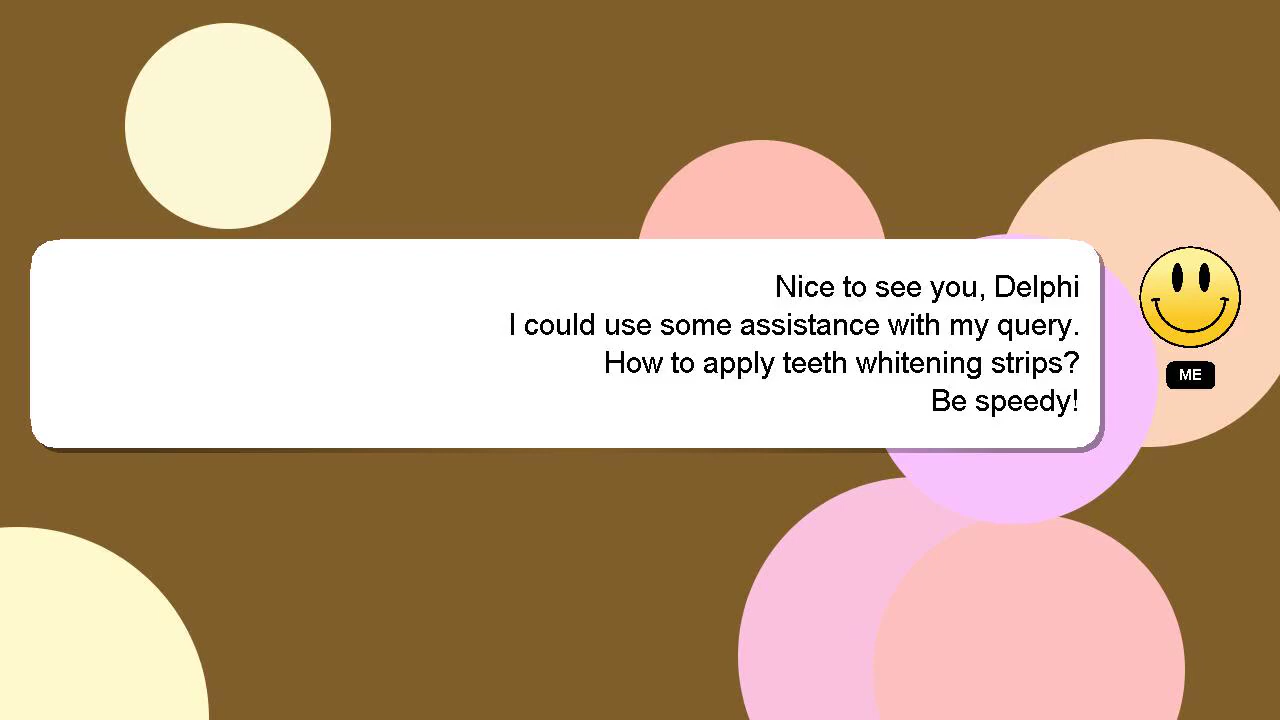 Nice to see you, Delphi
I could use some assistance with my query.
How to apply teeth whitening strips?
Be speedy!
ME